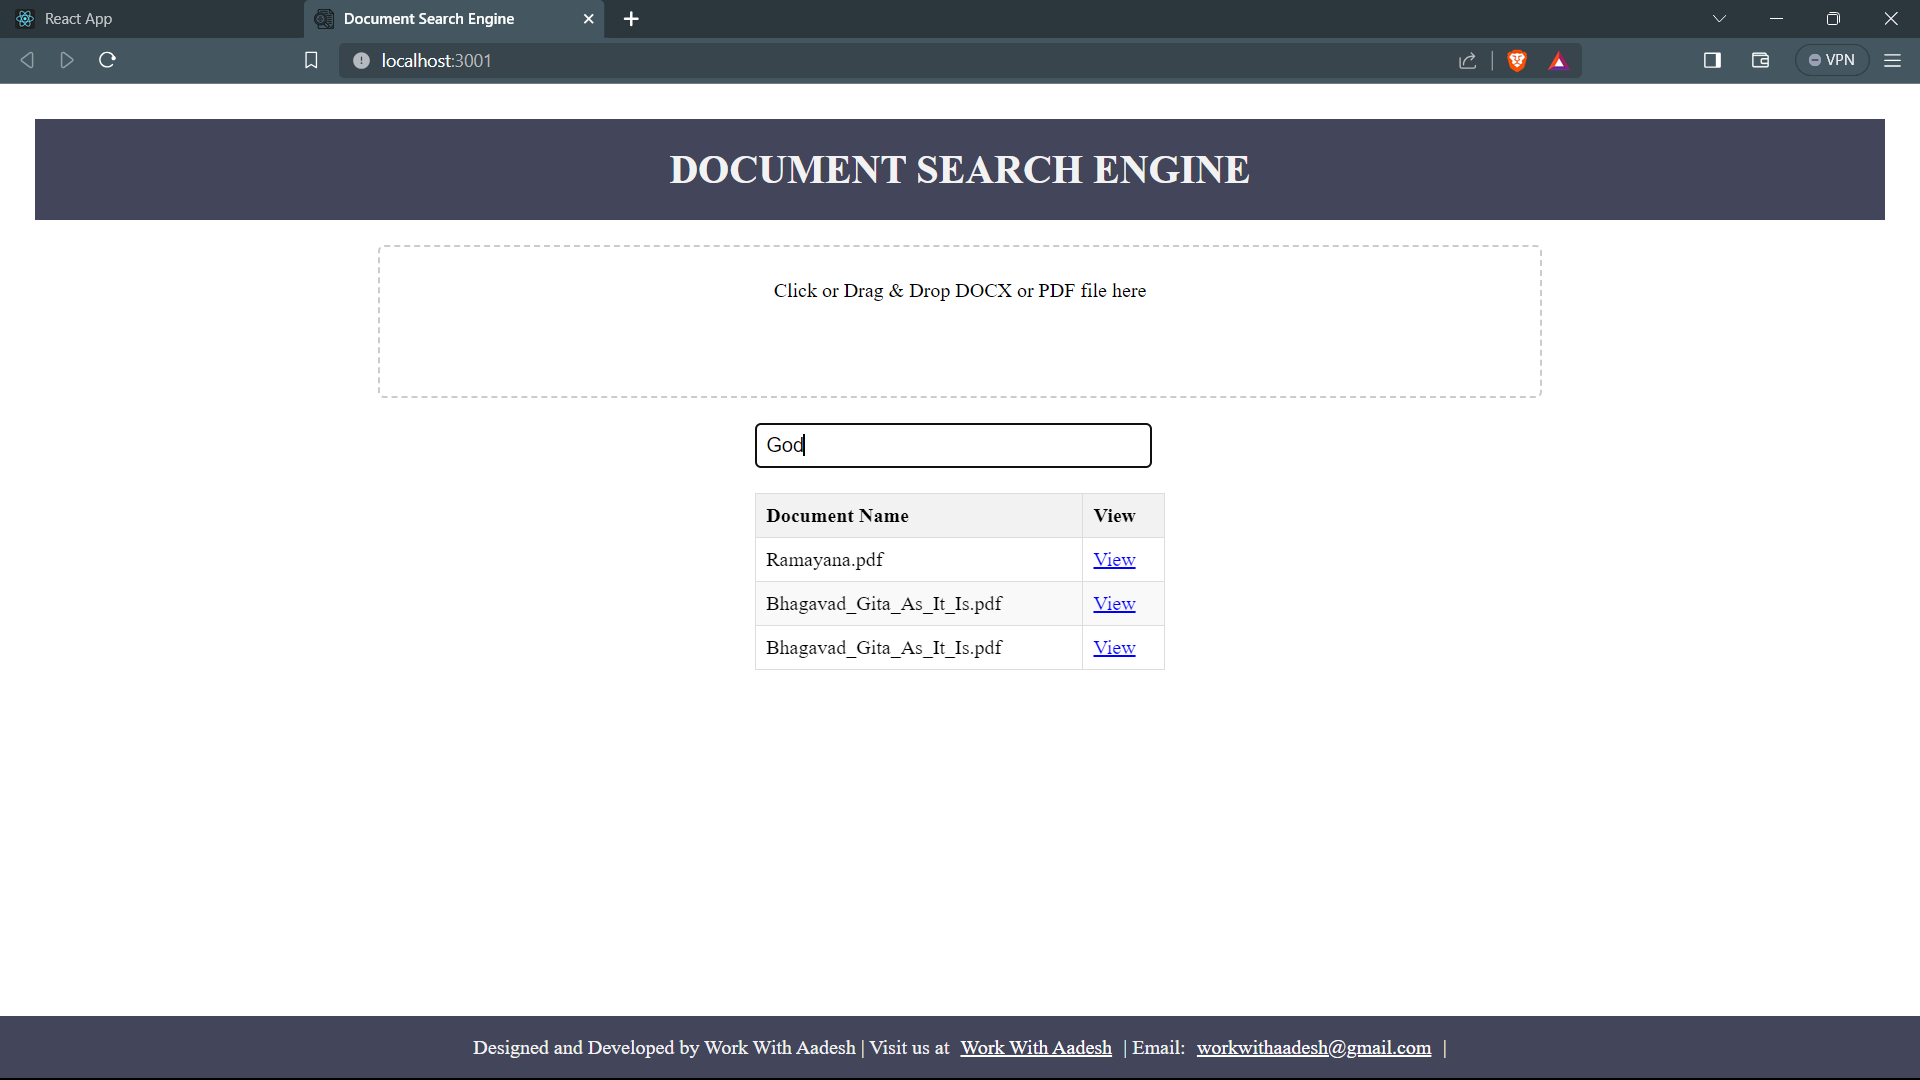 React App
Document Search Engine
localhost:3001
VPN
DOCUMENT SEARCH ENGINE
Click or Drag & Drop DOCX or PDF file here
God
Document Name View
Ramayana.pdf View
Bhagavad_Gita_As_It_Is.pdf View
Bhagavad_Gita_As_It_Is.pdf View
Designed and Developed by Work With Aadesh | Visit us at Work With Aadesh | Email: workwithaadesh@gmail.com |